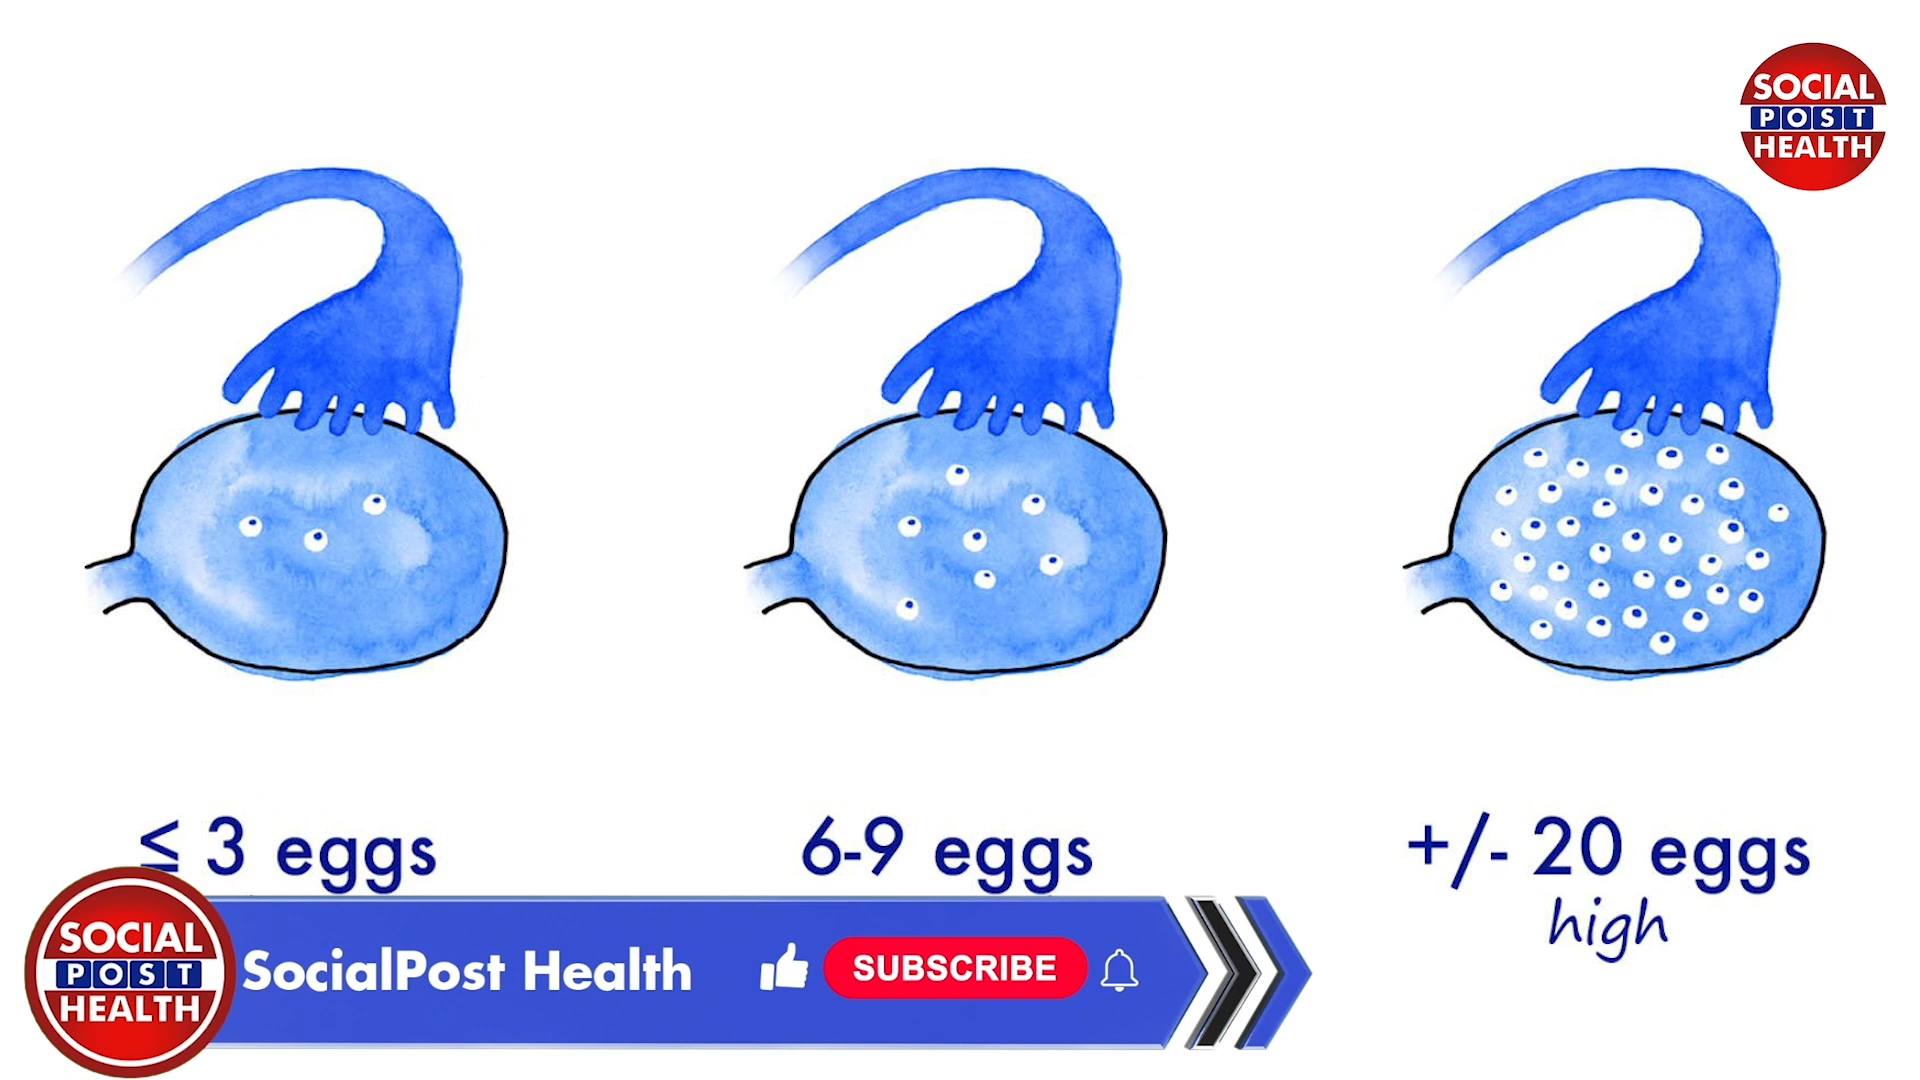 SOCIAL
POST
HEALTH
≤ 3 eggs
6-9 eggs
+/- 20 eggs
high
SOCIAL
POST
HEALTH
SocialPost Health
SUBSCRIBE